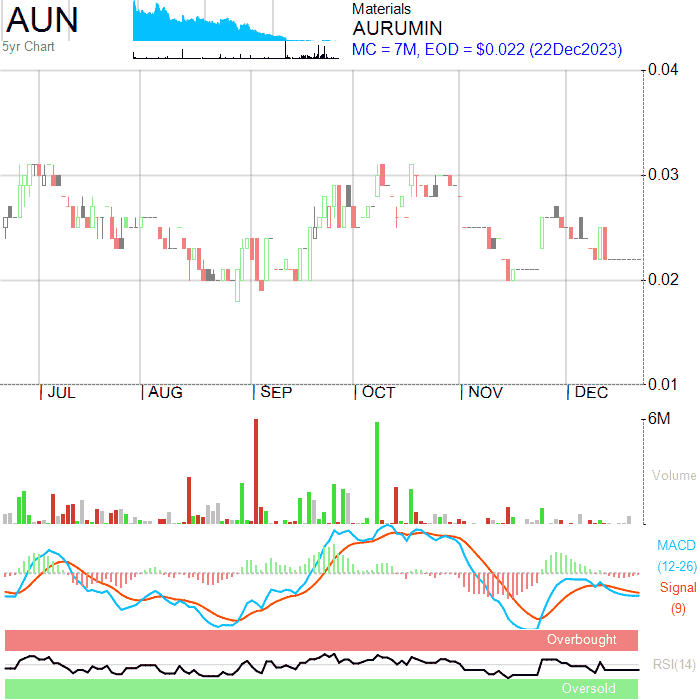 AUN
5yr Chart
Materials
AURUMIN
MC = 7M, EOD = $0.022 (22Dec2023)
0.04
0.03
0.02
0.01
JUL AUG SEP OCT NOV DEC
6M
Volume
MACD
(12-26)
Signal
(9)
Overbought
RSI(14)
Oversold